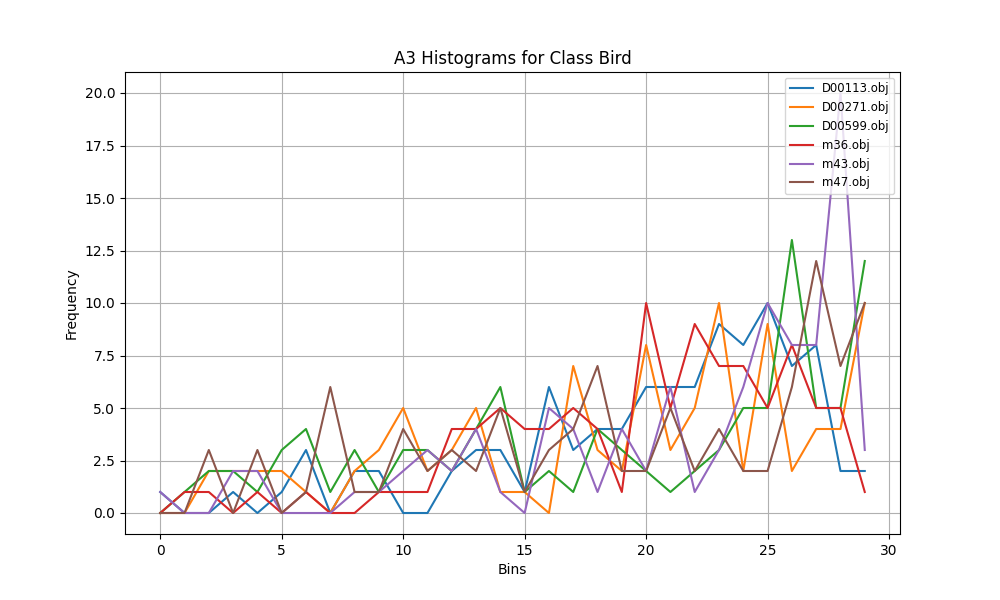 A3 Histograms for Class Bird
20.0
17.5
15.0
12.5
10.0
7.5
5.0
2.5
0.0
Frequency
D00113.obj
D00271.obj
D00599.obj
m36.obj
m43.obj
m47.obj
0 5 10 15 20 25 30
Bins